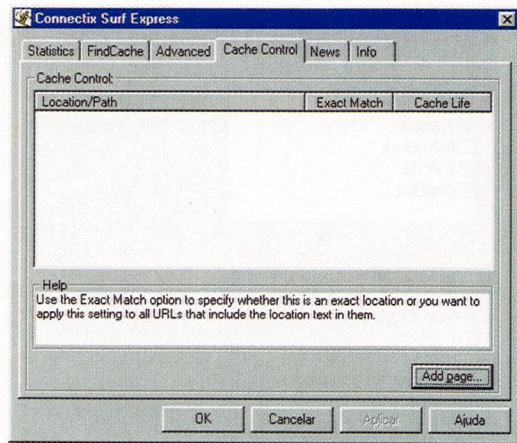 Connectix Surf Express
Statistics FindCache Advanced Cache Control News Info
Cache Control:
Location/Path Exact Match Cache Life
Help
Use the Exact Match option to specify whether this is an exact location or you want to
apply this setting to all URLs that include the location text in them.
Add page...
OK Cancelar Aplicar Ajuda